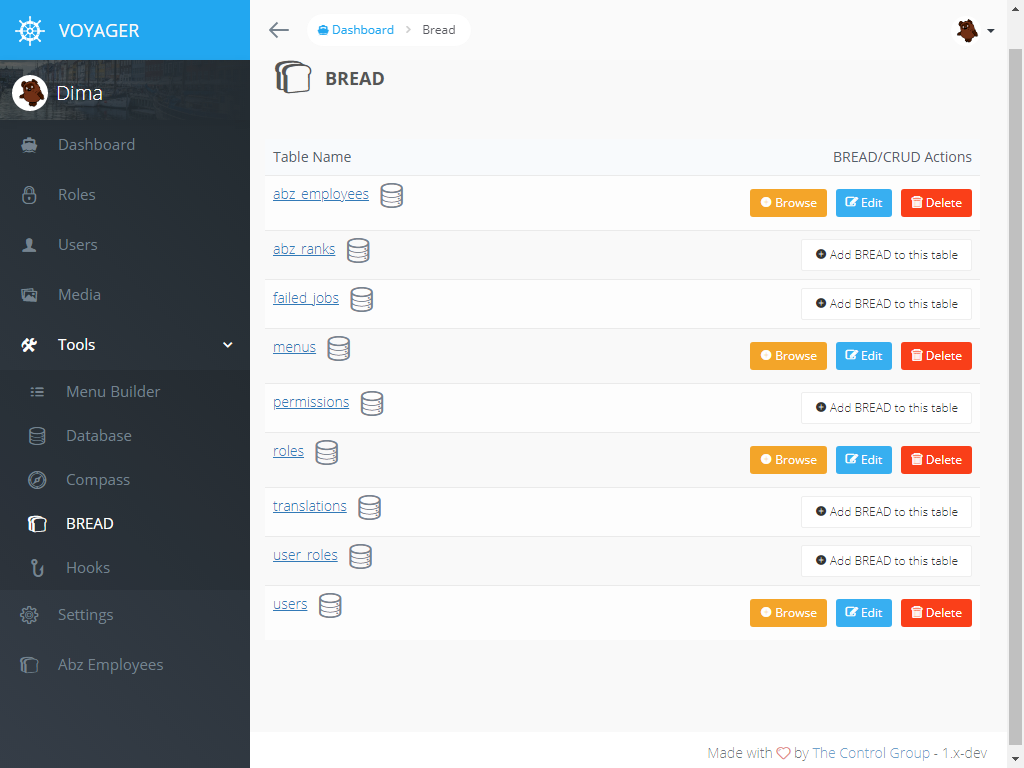 VOYAGER
Dashboard
Bread
Dima
BREAD
Dashboard
Roles
Users
Media
Tools
Menu Builder
Database
Compass
BREAD
Hooks
Settings
Abz Employees
Table Name BREAD/CRUD Actions
abz_employees Browse Edit Delete
abz_ranks Add BREAD to this table
failed_jobs Add BREAD to this table
menus Browse Edit Delete
permissions Add BREAD to this table
roles Browse Edit Delete
translations Add BREAD to this table
user_roles Add BREAD to this table
users Browse Edit Delete
Made with by The Control Group - 1.x-dev